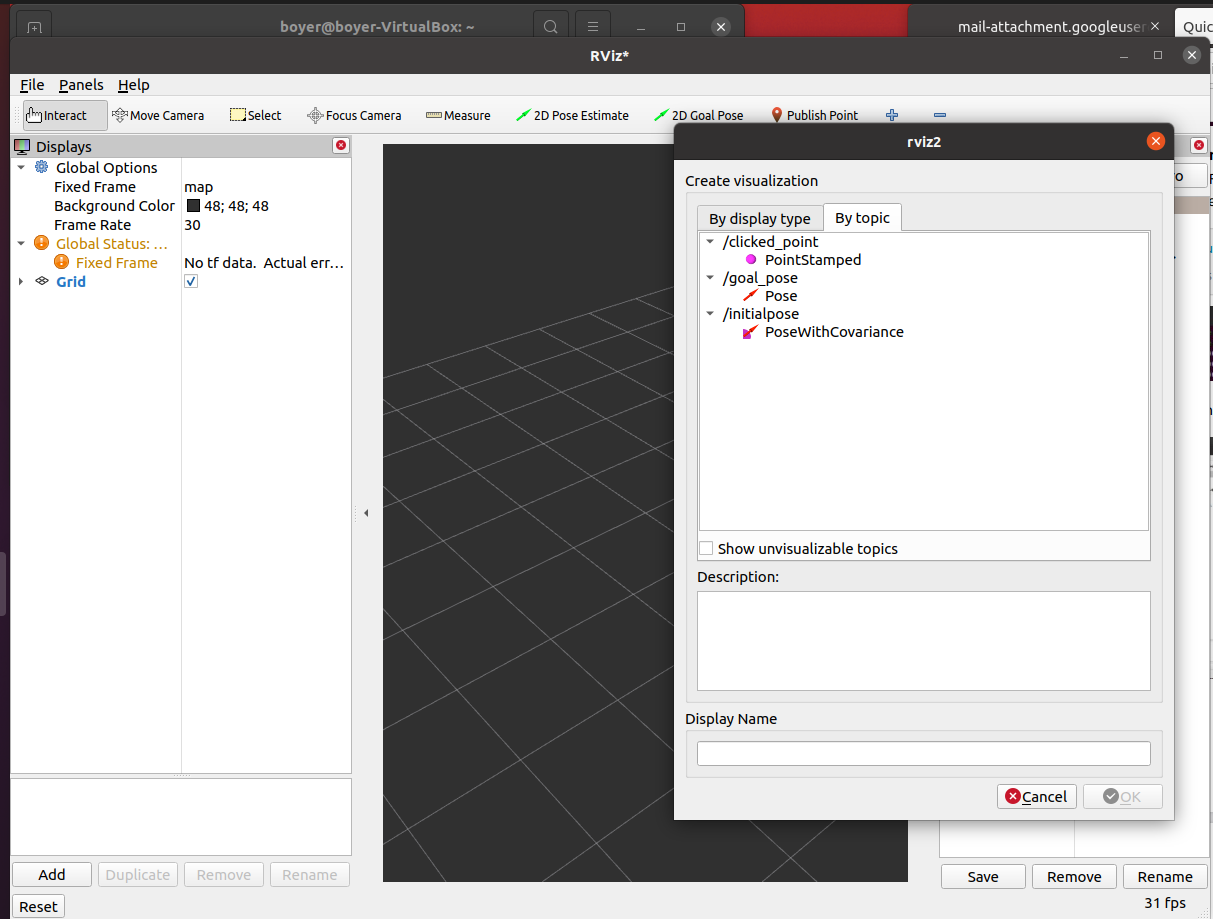 boyer@boyer-VirtualBox: ~
mail-attachment.googleuser
Quic
RViz*
File Panels Help
Interact Move Camera Select Focus Camera Measure 2D Pose Estimate 2D Goal Pose Publish Point
Displays
Global Options
Fixed Frame map
Background Color 48; 48; 48
Frame Rate 30
Global Status: ...
Fixed Frame No tf data. Actual err...
Grid
Add Duplicate Remove Rename
Reset
rviz2
Create visualization
By display type By topic
/clicked_point
PointStamped
/goal_pose
Pose
/initialpose
PoseWithCovariance
Show unvisualizable topics
Description:
Display Name
Cancel OK
Save Remove Rename
31 fps